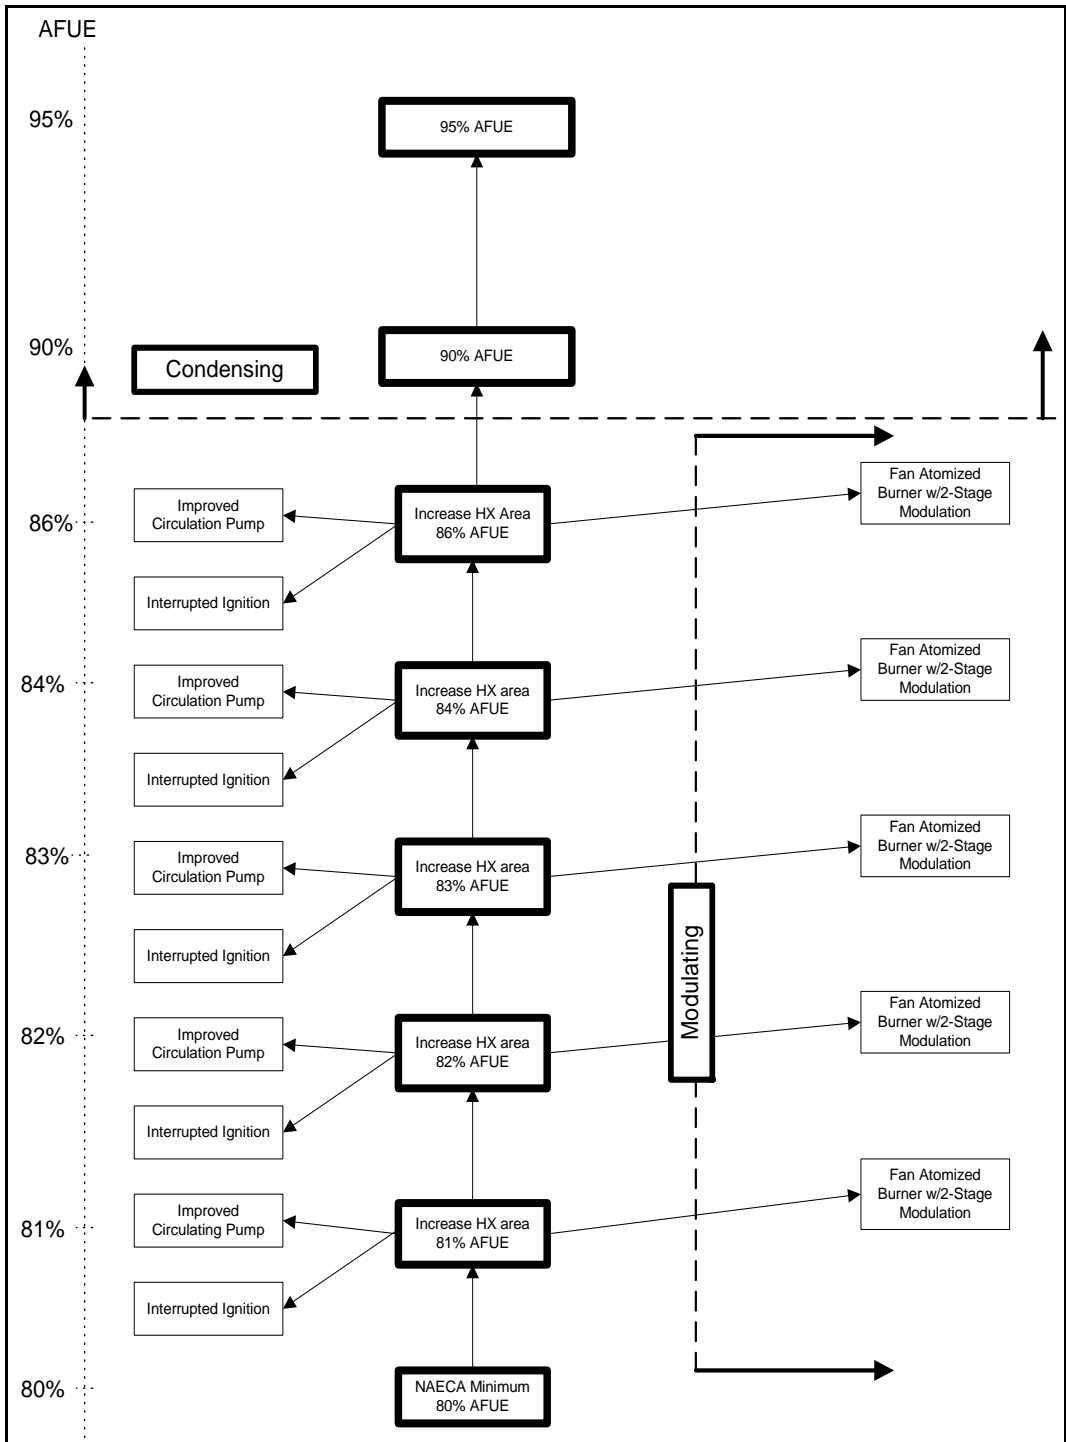 AFUE
95%
95% AFUE
90%
90% AFUE
Condensing
86%
Improved
Circulation Pump
Interrupted Ignition
Increase HX Area
86% AFUE
Fan Atomized
Burner w/2-Stage
Modulation
84%
Improved
Circulation Pump
Interrupted Ignition
Increase HX area
84% AFUE
Fan Atomized
Burner w/2-Stage
Modulation
83%
Improved
Circulation Pump
Interrupted Ignition
Increase HX area
83% AFUE
Fan Atomized
Burner w/2-Stage
Modulation
Modulating
82%
Improved
Circulation Pump
Interrupted Ignition
Increase HX area
82% AFUE
Fan Atomized
Burner w/2-Stage
Modulation
81%
Improved
Circulating Pump
Interrupted Ignition
Increase HX area
81% AFUE
Fan Atomized
Burner w/2-Stage
Modulation
80%
NAECA Minimum
80% AFUE